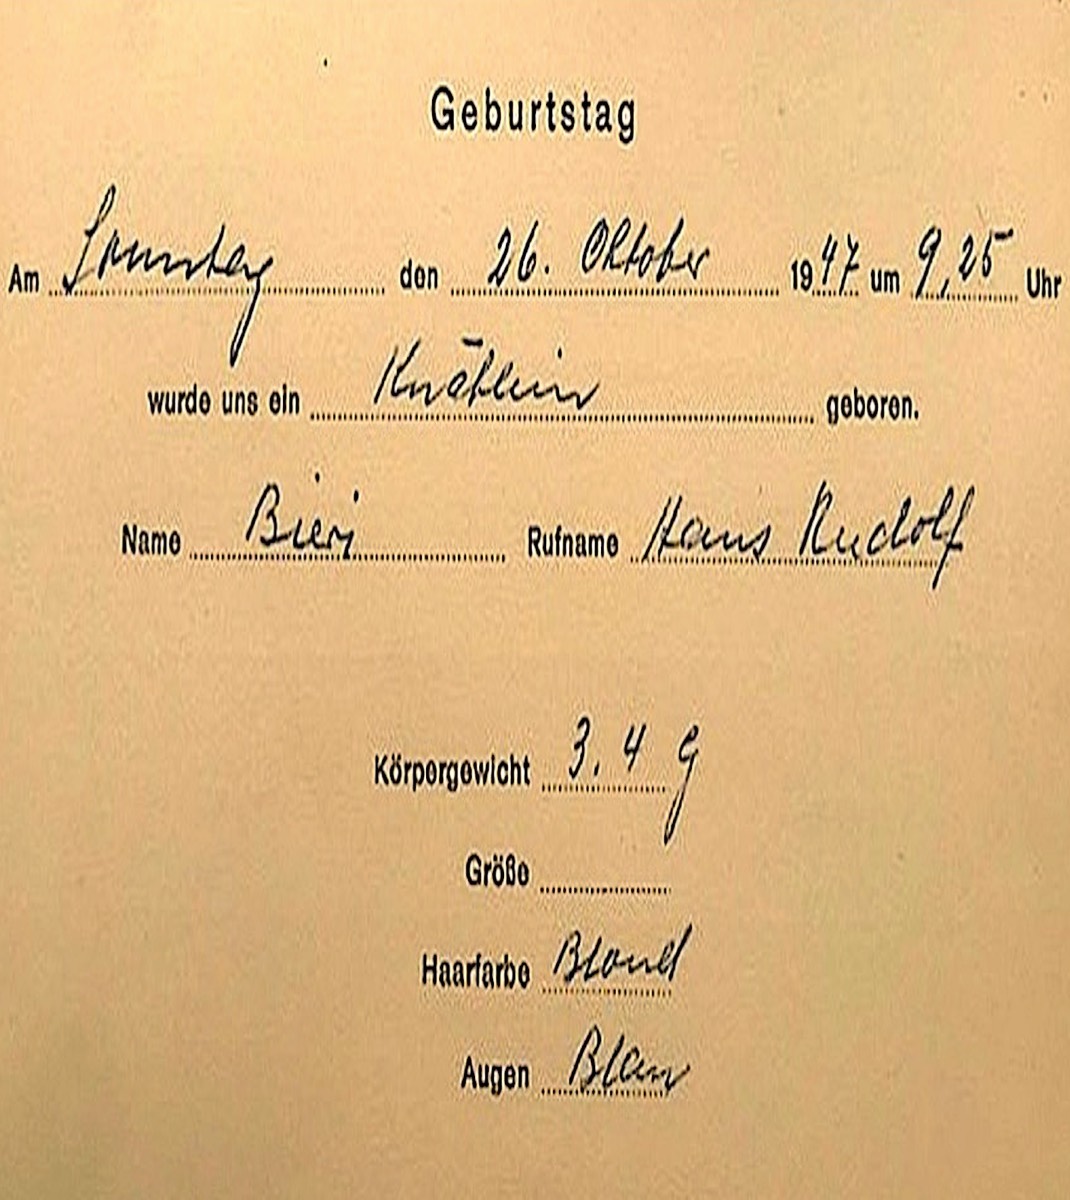 Geburtstag
Am Sonntag den 26. Oktober 1947 um 9,25 Uhr
wurde uns ein Knäblein geboren.
Name Bieri Rufname Hans Rudolf
Körpergewicht 3.4 g
Größe
Haarfarbe Blond
Augen Blau